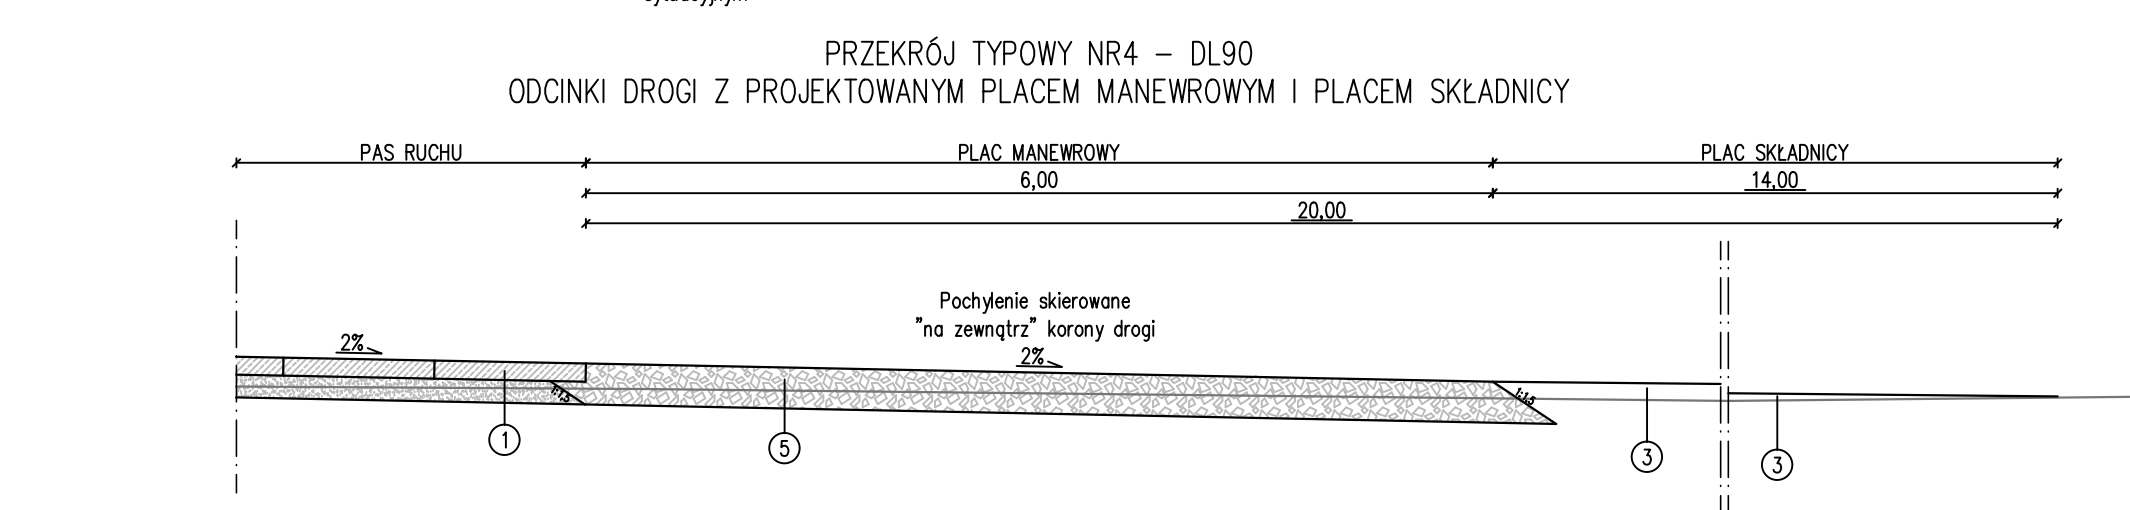 PRZEKRÓJ TYPOWY NR4 – DL90
ODCINKI DROGI Z PROJEKTOWANYM PLACEM MANEWROWYM I PLACEM SKŁADNICY
PAS RUCHU PLAC MANEWROWY PLAC SKŁADNICY
6,00 14,00
20,00
Pochylenie skierowane
"na zewnątrz" korony drogi
2%
2%
1:1,5
1:1,5
1
5
3
3